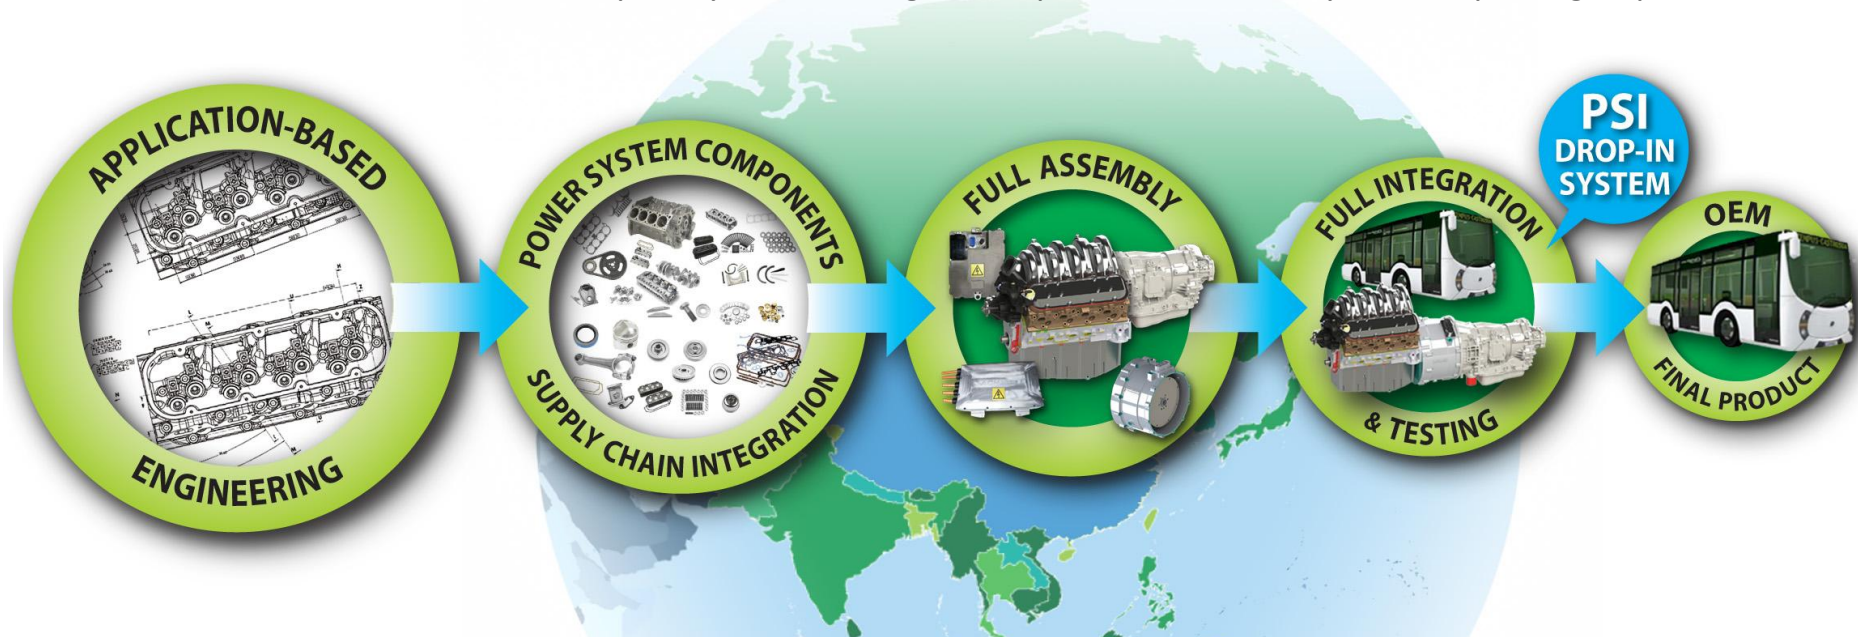 APPLICATION-BASED
ENGINEERING
POWER SYSTEM COMPONENTS
SUPPLY CHAIN INTEGRATION
FULL ASSEMBLY
FULL INTEGRATION
& TESTING
PSI
DROP-IN
SYSTEM
OEM
FINAL PRODUCT